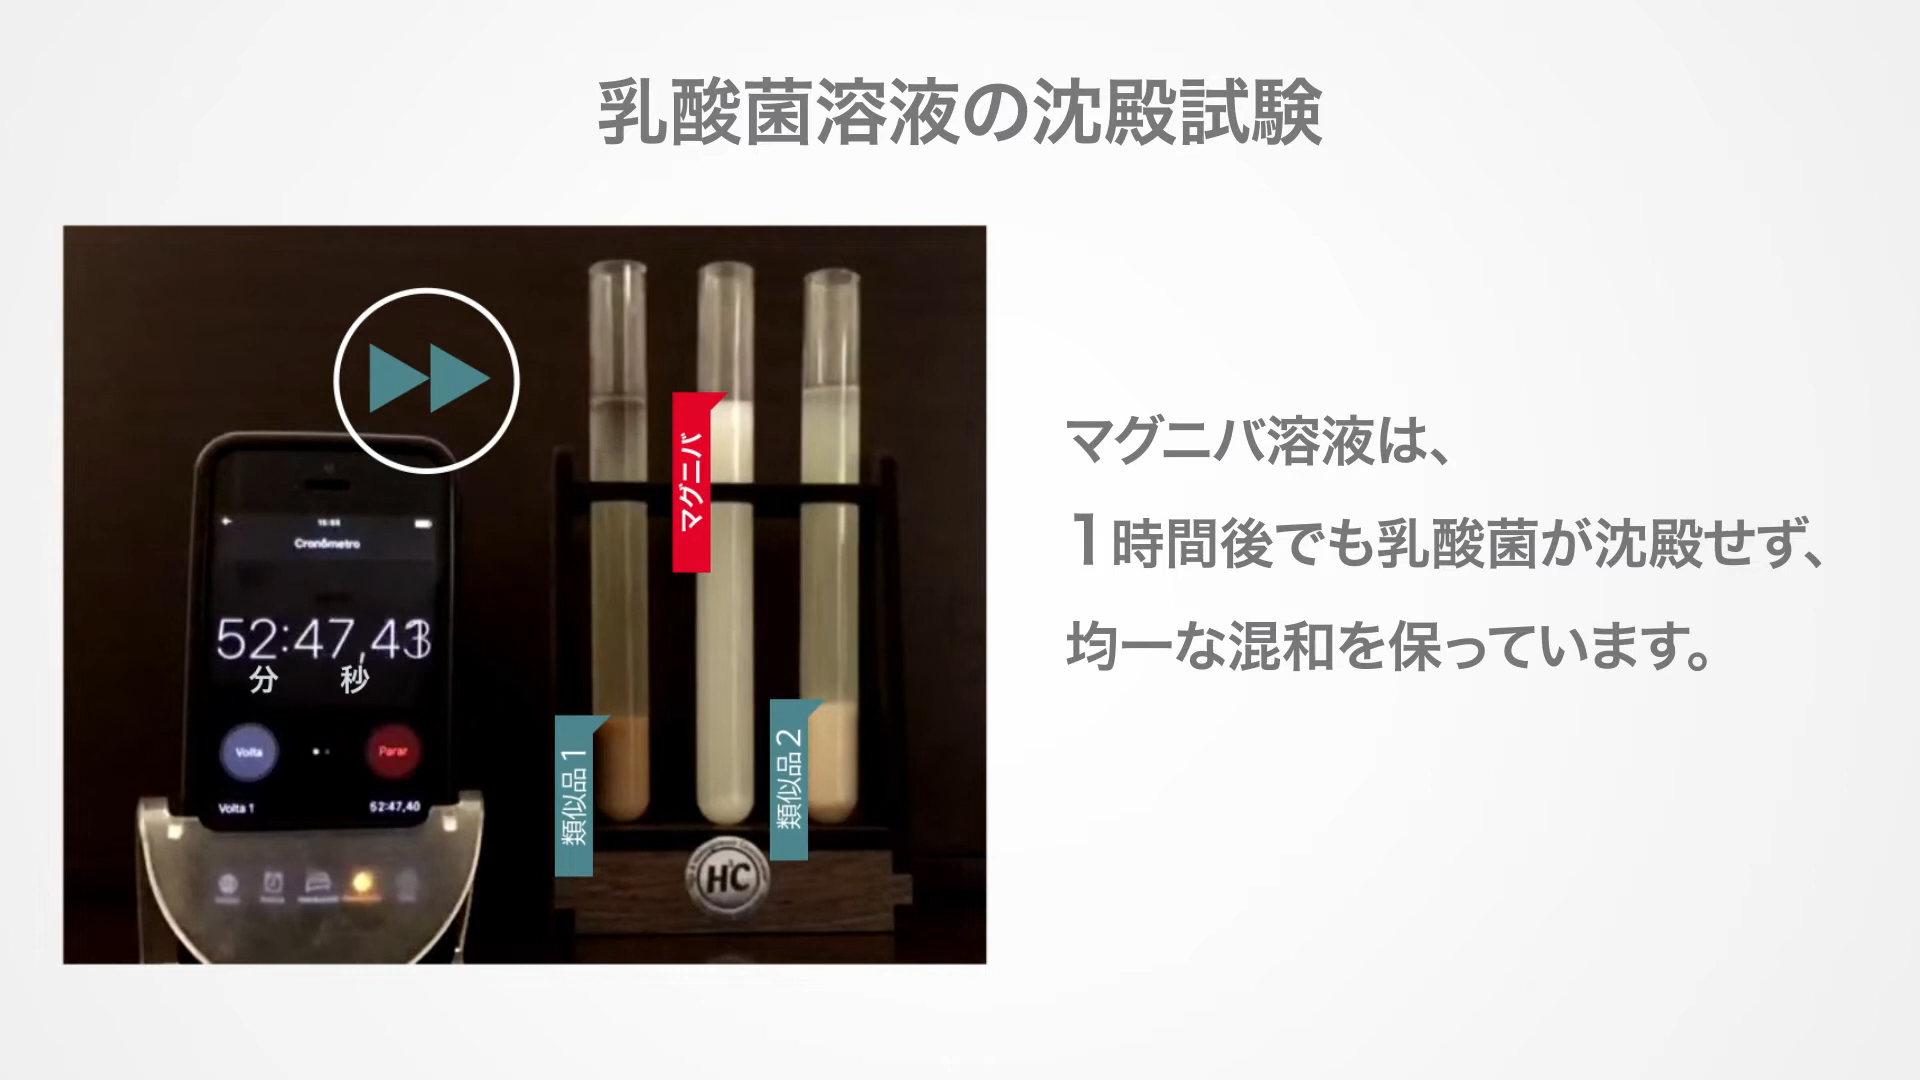 乳酸菌溶液の沈殿試験
マグニバ溶液は、
1時間後でも乳酸菌が沈殿せず、
均一な混和を保っています。
マグニバ
類似品1
類似品2
Cronômetro
52:47,43
分 秒
Volta
Parar
Volta 1
52:47,40
HC